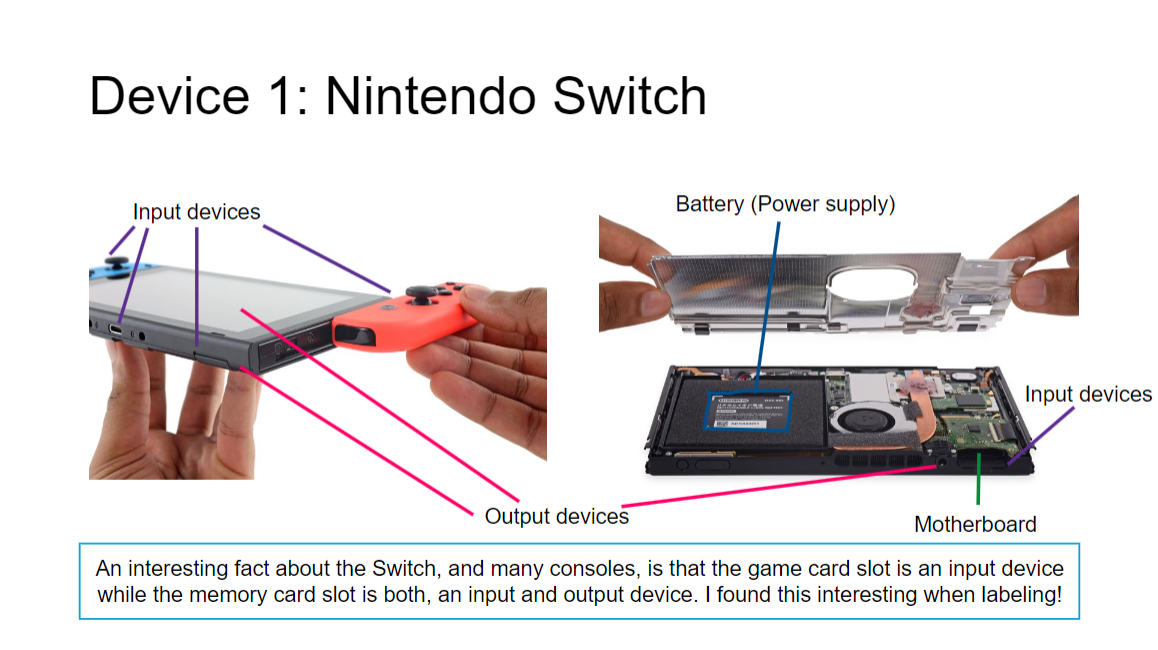 Device 1: Nintendo Switch
Input devices
Battery (Power supply)
Input devices
Output devices
Motherboard
An interesting fact about the Switch, and many consoles, is that the game card slot is an input device
while the memory card slot is both, an input and output device. I found this interesting when labeling!